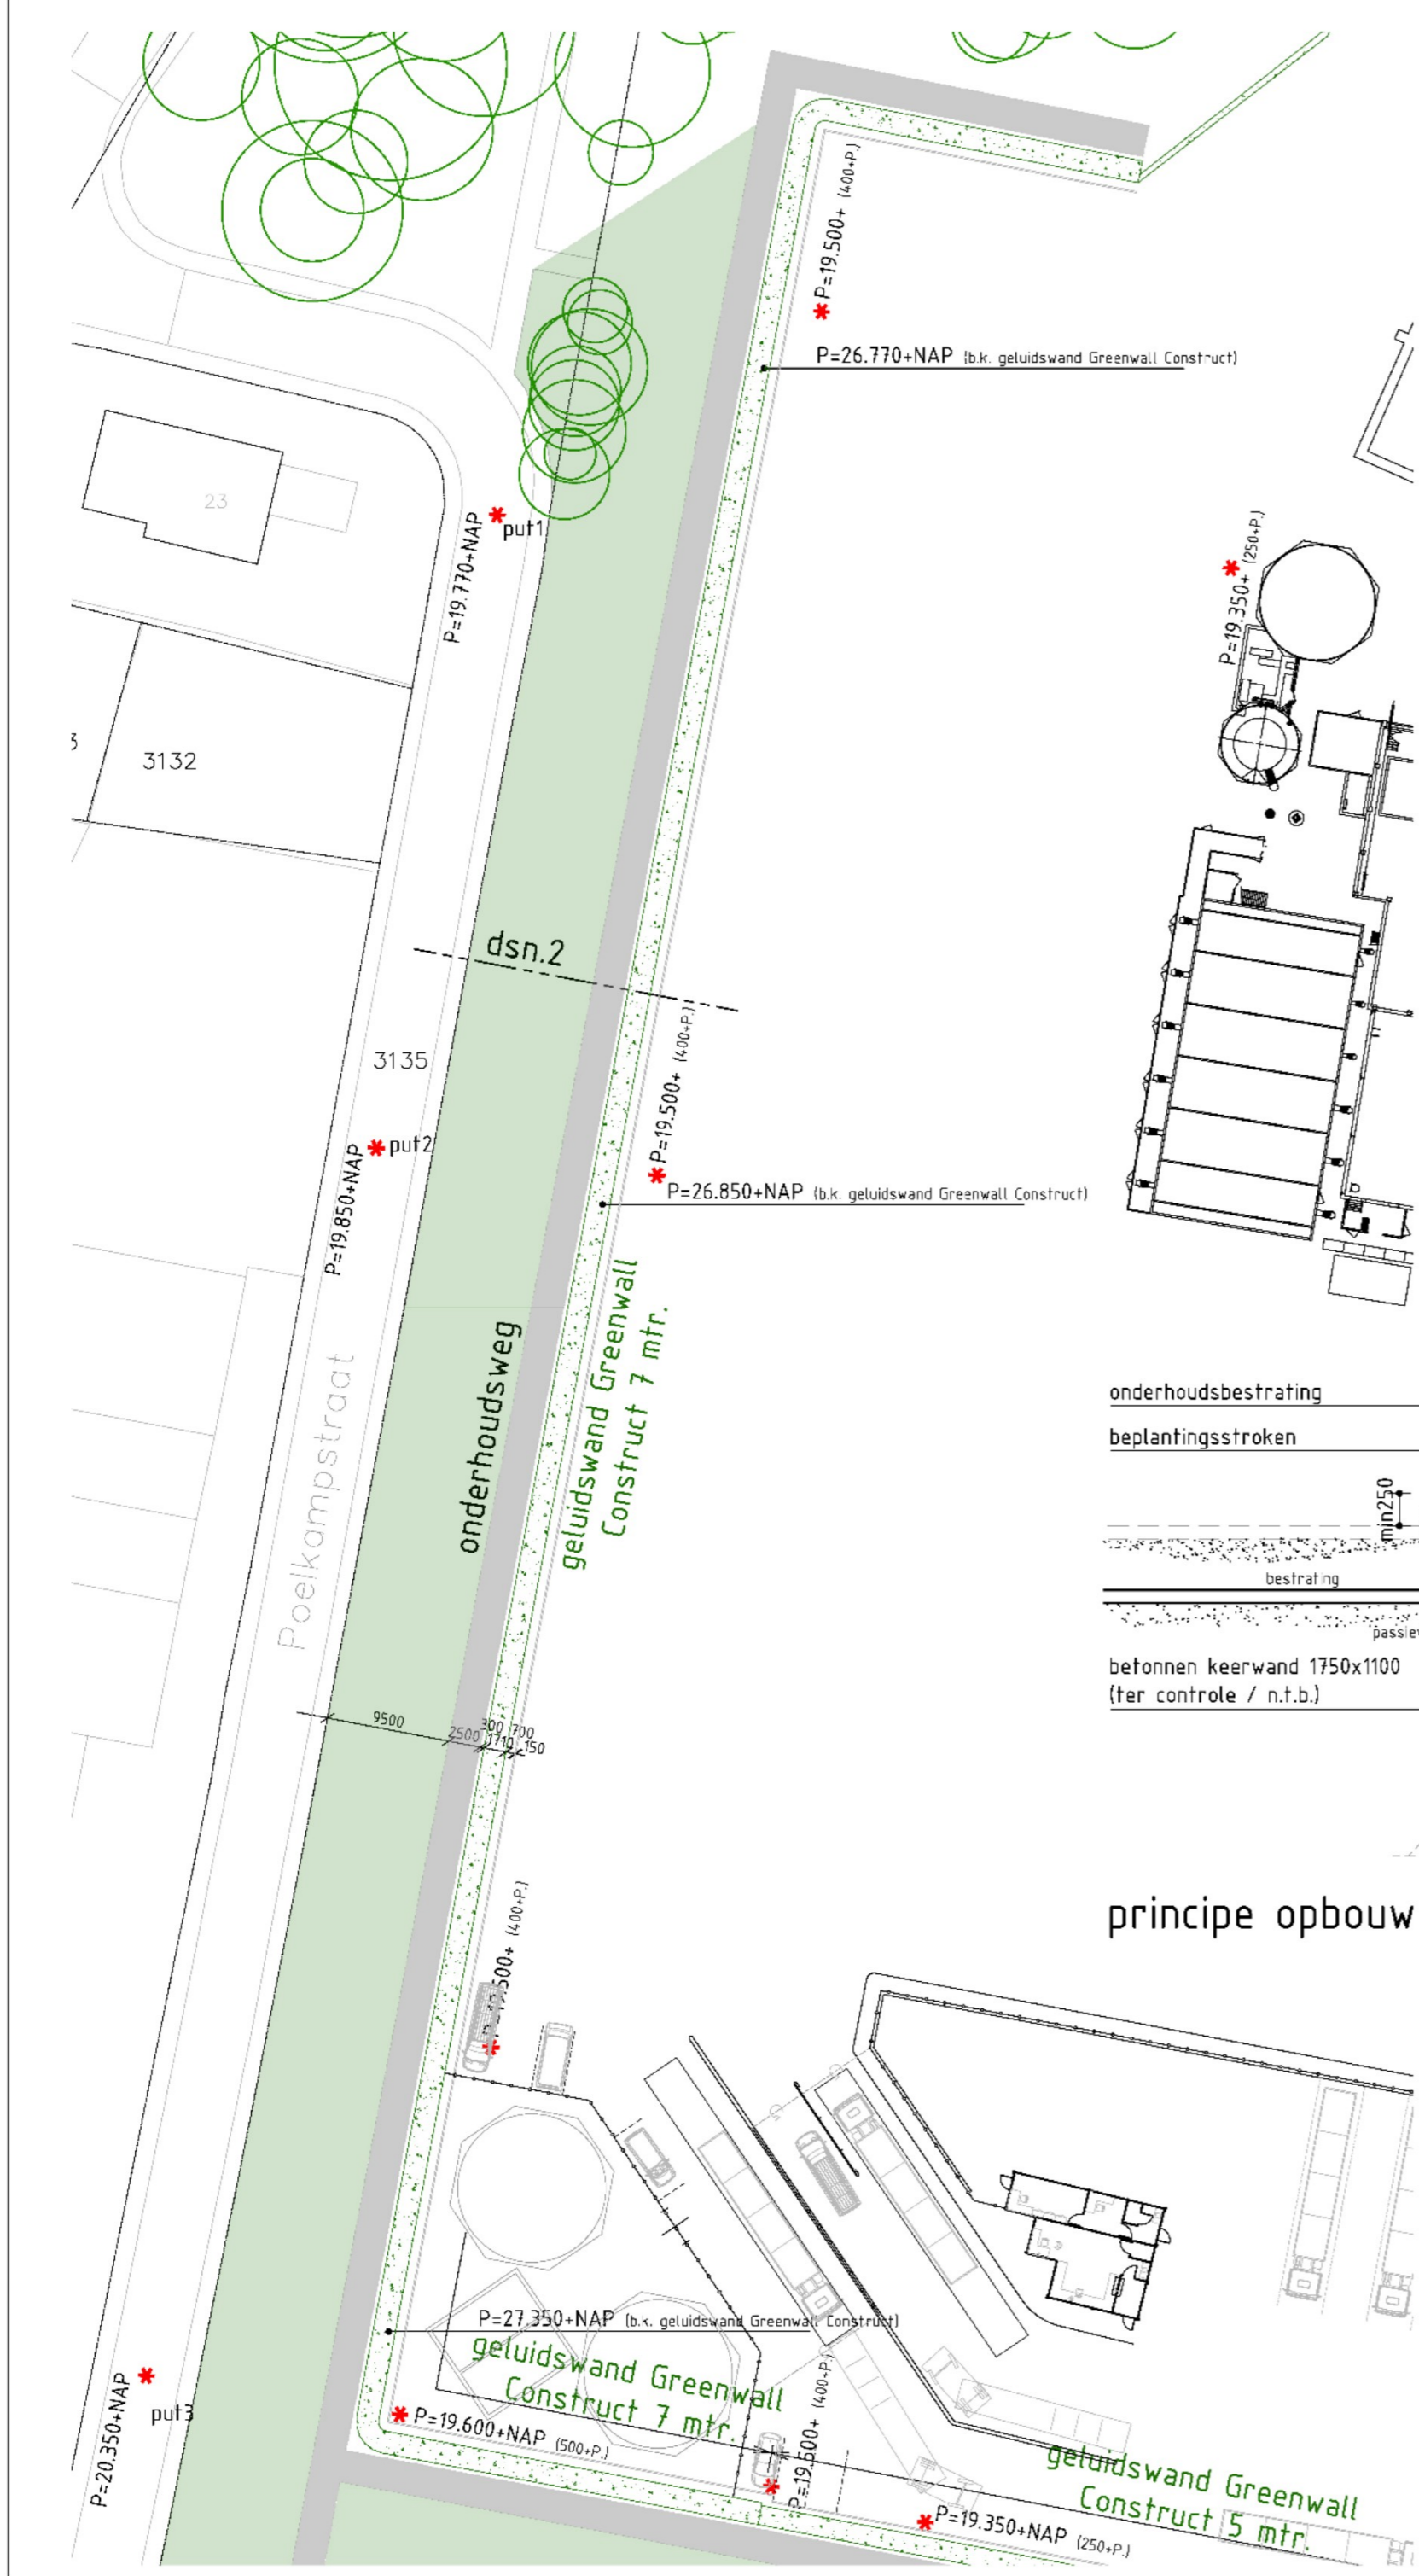 P=19.500+ (400+P.)
P=26.770+NAP (b.k. geluidswand Greenwall Construct)
23
put1
P=19.770+NAP
P=19.350+ (250+P.)
3
3132
dsn.2
P=19.500+ (400+P.)
3135
put2
P=19.850+NAP
P=26.850+NAP (b.k. geluidswand Greenwall Construct)
geluidswand Greenwall
Construct 7 mtr.
onderhoudsweg
Poelkampstraat
onderhoudsbestrating
beplantingsstroken
min250
bestrating
passie
betonnen keerwand 1750x1100
(ter controle / n.t.b.)
9500
2500
300
700
1710
150
principe opbouw
(400+P.)
P=27.350+NAP (b.k. geluidswand Greenwall Construct)
geluidswand Greenwall
Construct 7 mtr.
P=20.350+NAP
put3
P=19.600+NAP (500+P.)
(400+P.)
geluidswand Greenwall
Construct 5 mtr.
P=19.350+NAP (250+P.)